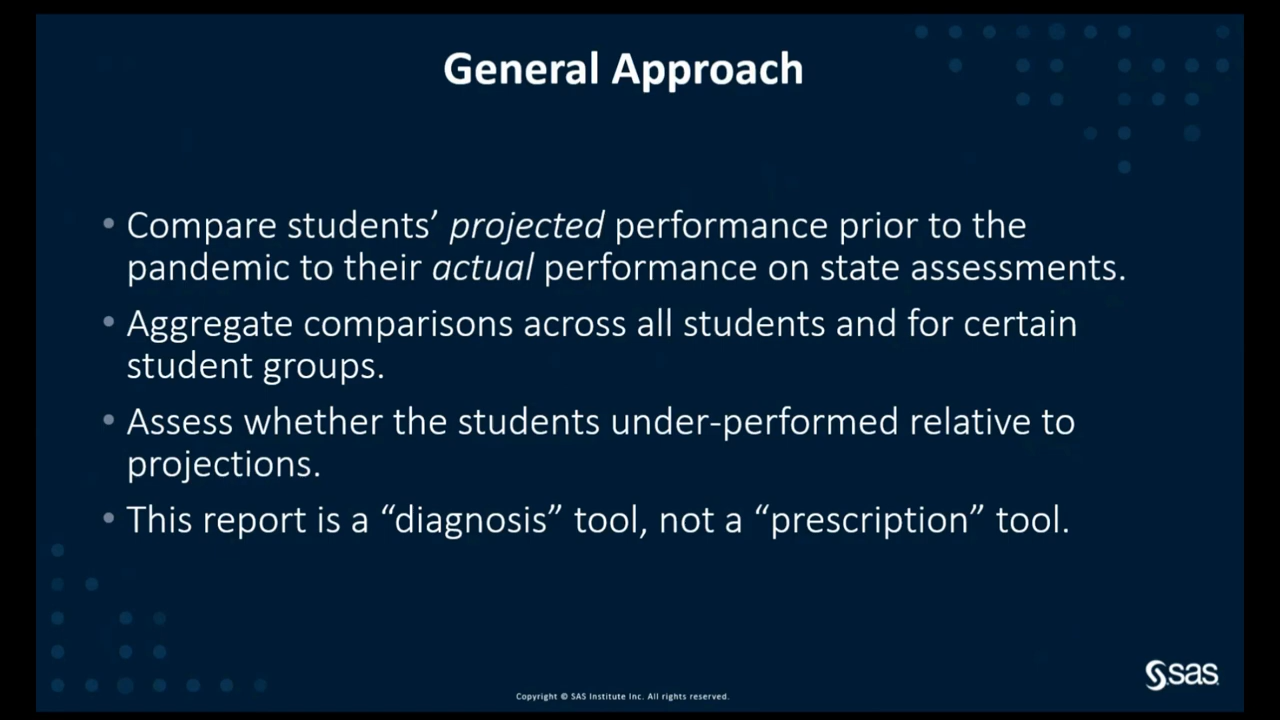 General Approach
• Compare students’ projected performance prior to the
pandemic to their actual performance on state assessments.
• Aggregate comparisons across all students and for certain
student groups.
• Assess whether the students under-performed relative to
projections.
• This report is a “diagnosis” tool, not a “prescription” tool.
sas
Copyright © SAS Institute Inc. All rights reserved.